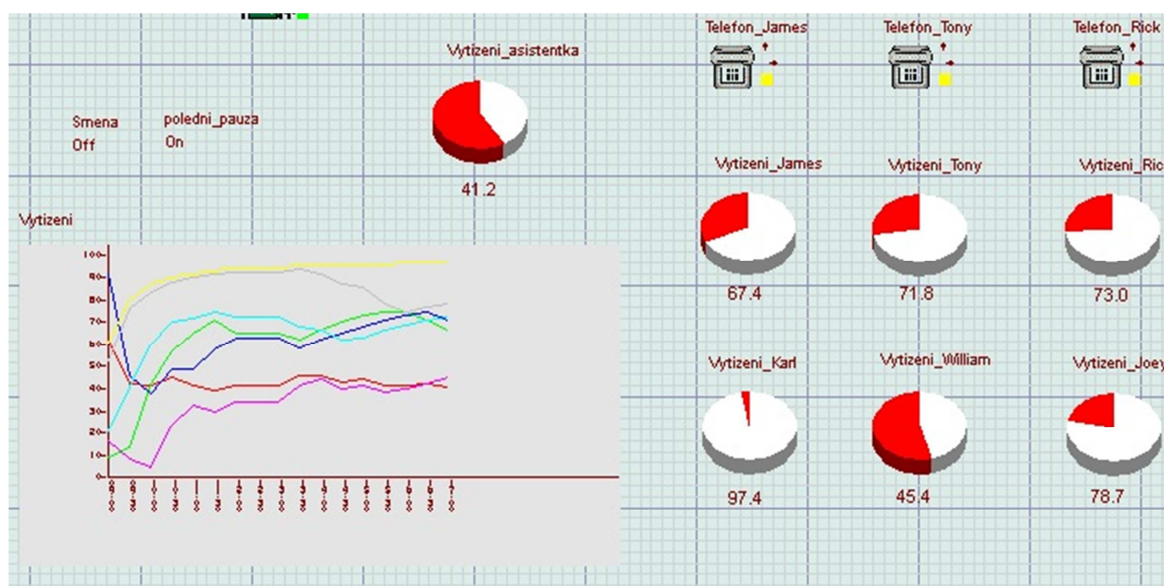 Telefon_James
Telefon_Tony
Telefon_Rick
Vytizeni_asistentka
Smena
Off
poledni_pauza
On
41.2
Vytizeni_James
Vytizeni_Tony
Vytizeni_Ric
Vytizeni
67.4
71.8
73.0
100
90
80
70
60
50
40
30
20
10
0
Vytizeni_Karl
Vytizeni_William
Vytizeni_Joey
97.4
45.4
78.7